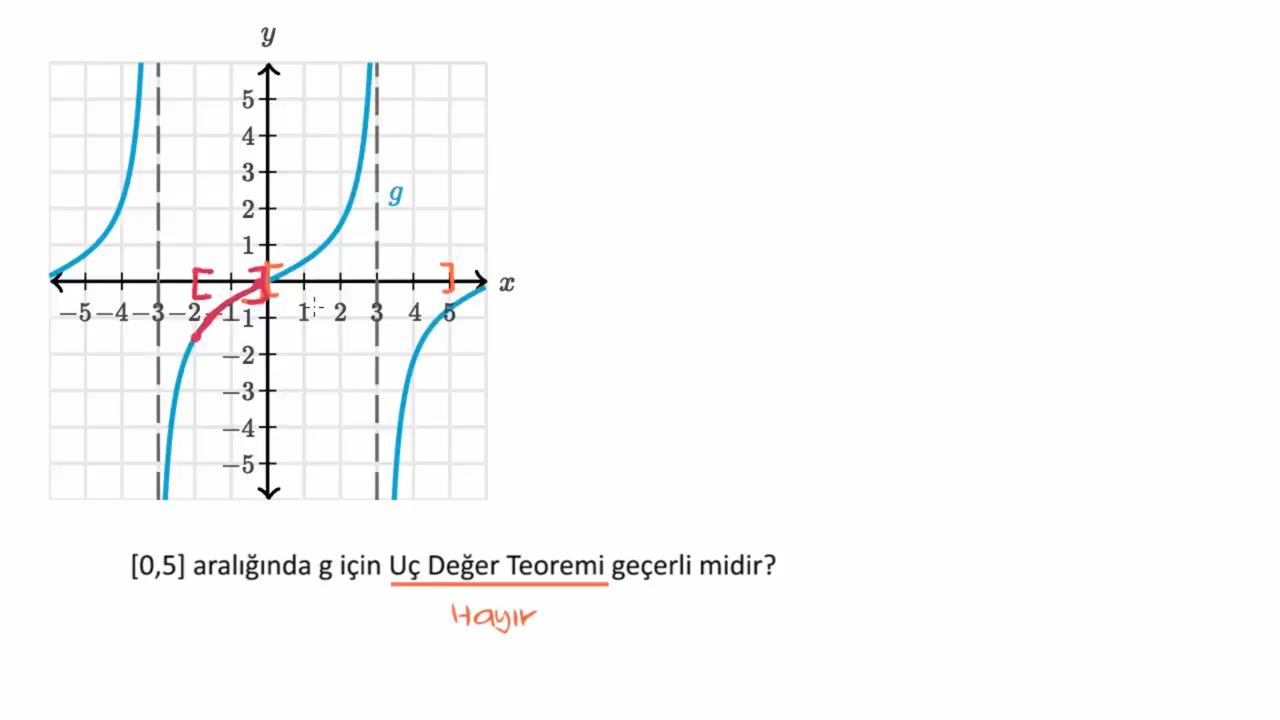 y
5
4
3
2
1
g
x
−5 −4 −3 −2 −1 1 2 3 4 5
−1
−2
−3
−4
−5
[0,5] aralığında g için Uç Değer Teoremi geçerli midir?
Hayır